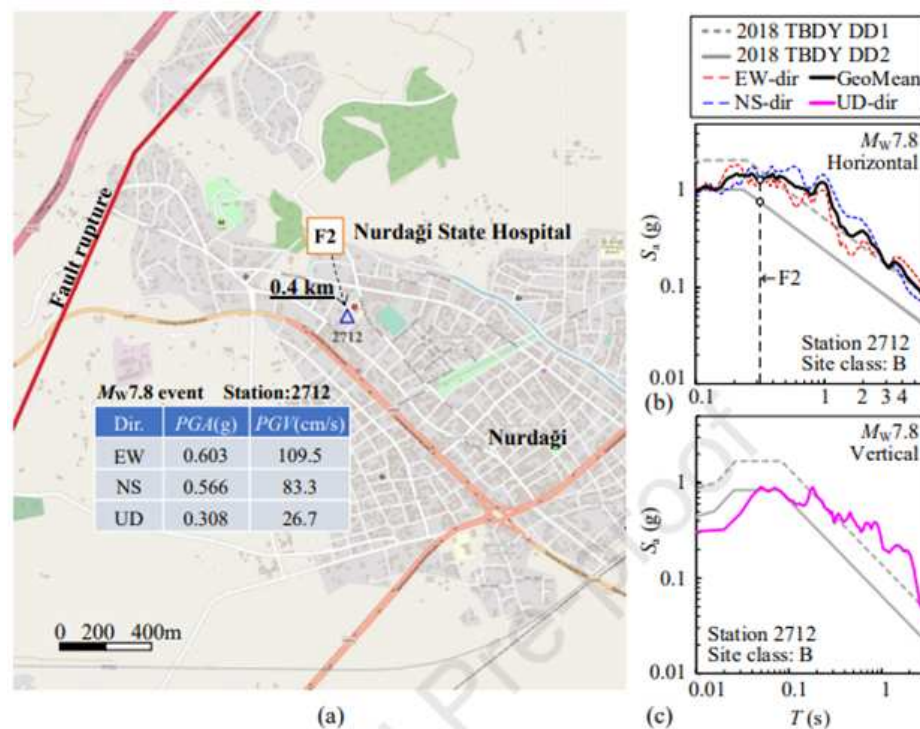 Fault rupture
F2
Nurdaği State Hospital
0.4 km
2712
Mw7.8 event Station:2712
Dir. PGA(g) PGV(cm/s)
EW 0.603 109.5
NS 0.566 83.3
UD 0.308 26.7
Nurdaği
0 200 400m
(a)
2018 TBDY DD1
2018 TBDY DD2
EW-dir GeoMean
NS-dir UD-dir
Mw7.8
Horizontal
Sa (g)
1
0.1
0.01
F2
Station 2712
Site class: B
0.1 1 2 3 4
(b)
Mw7.8
Vertical
Sa (g)
1
0.1
0.01
Station 2712
Site class: B
0.01 0.1 1
(c) T (s)